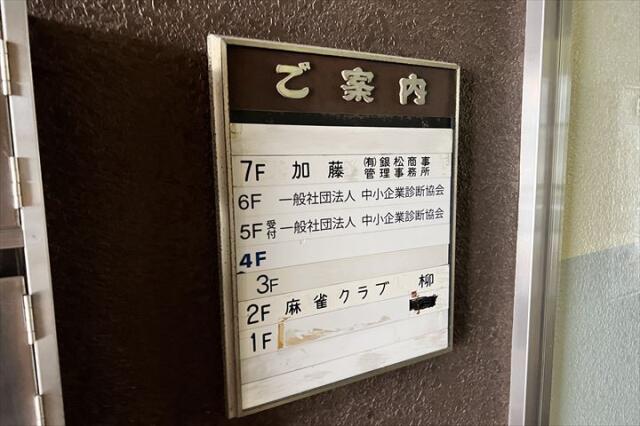 ご案内
7F 加藤 ㈲銀松商事 管理事務所
6F 一般社団法人 中小企業診断協会
5F 受付 一般社団法人 中小企業診断協会
4F
3F
2F 麻雀クラブ 柳
1F